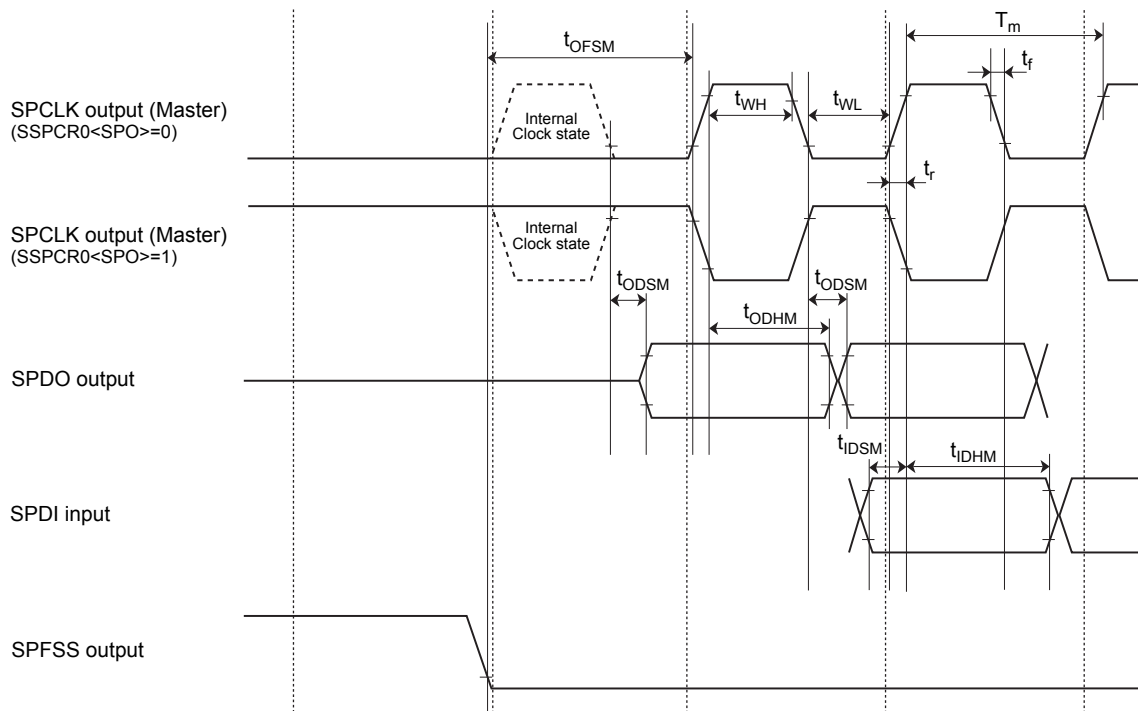 T_m
t_OFSM
t_f
SPCLK output (Master)
(SSPCR0<SPO>=0)
Internal
Clock state
t_WH
t_WL
t_r
SPCLK output (Master)
(SSPCR0<SPO>=1)
Internal
Clock state
t_ODSM
t_ODSM
t_ODHM
SPDO output
t_IDSM
t_IDHM
SPDI input
SPFSS output